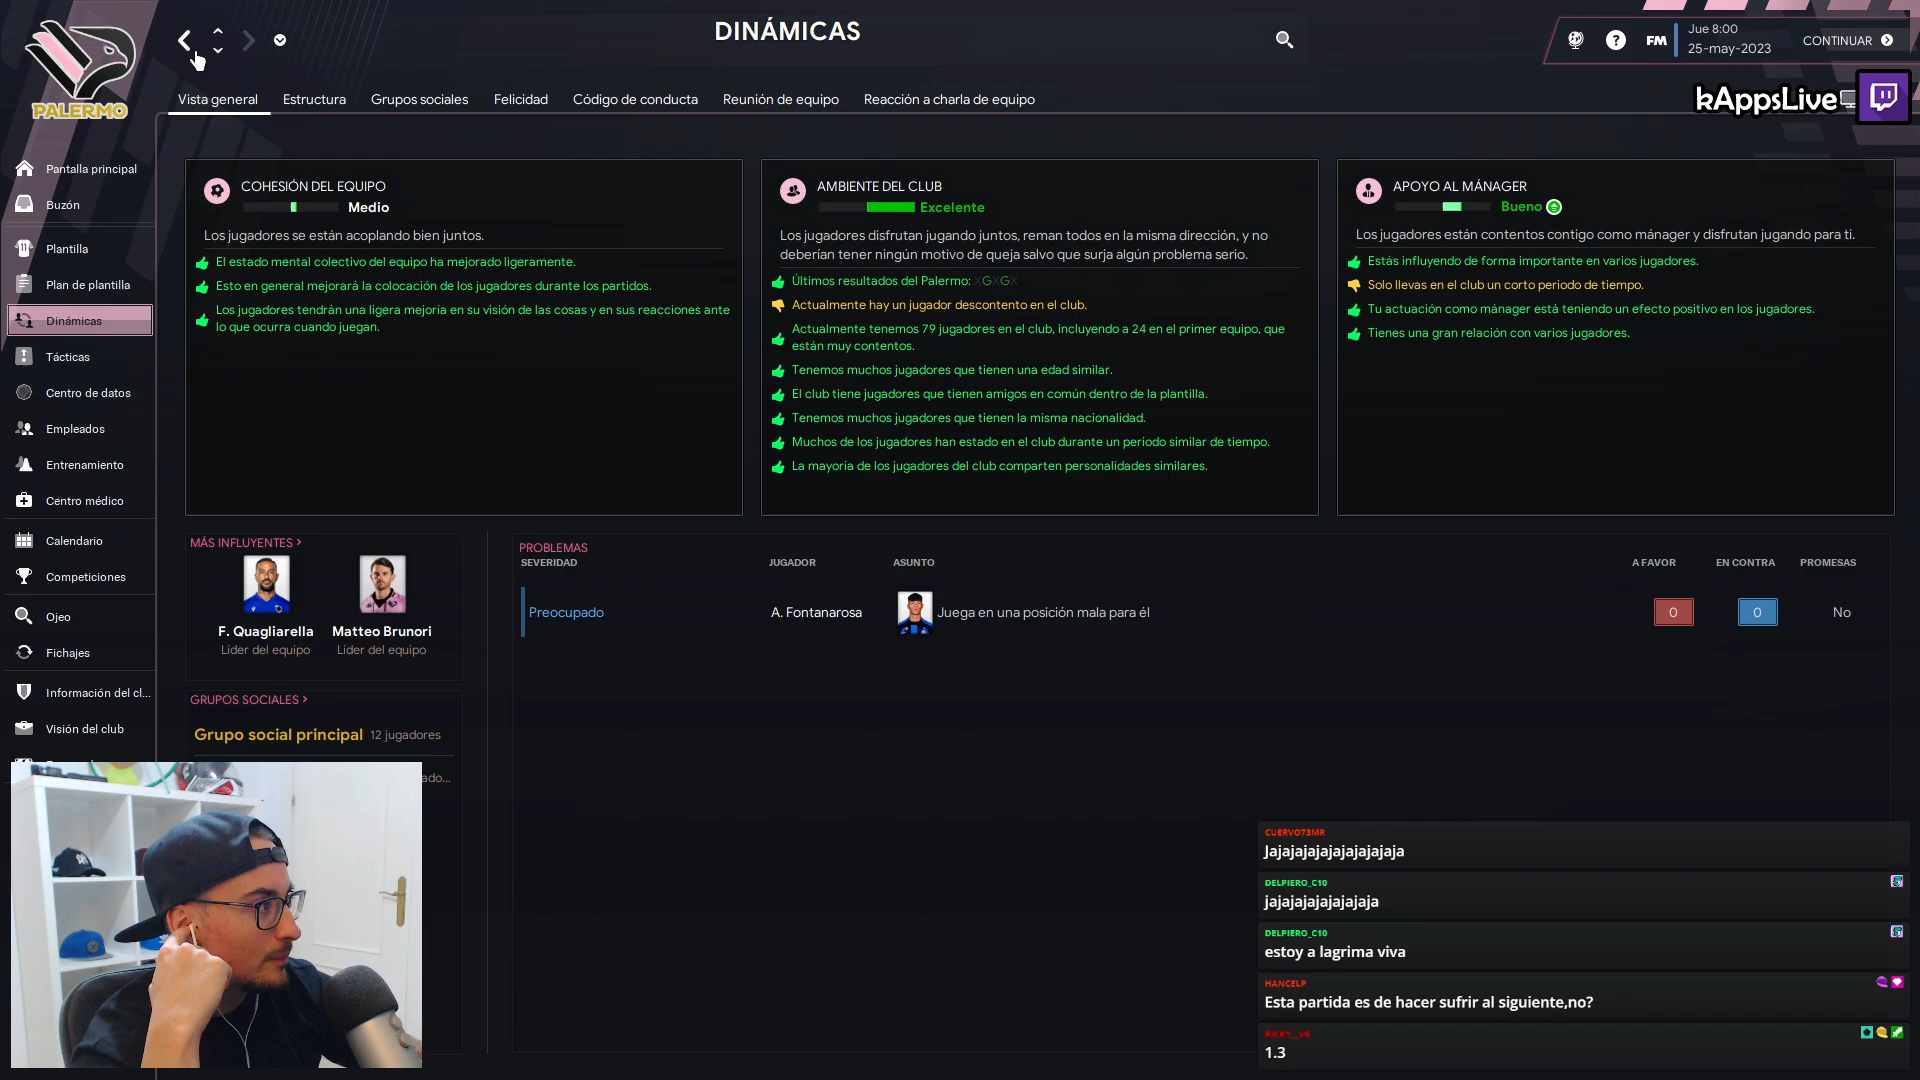 PALERMO
DINÁMICAS
FM
Jue 8:00
25-may-2023
CONTINUAR
Vista general
Estructura
Grupos sociales
Felicidad
Código de conducta
Reunión de equipo
Reacción a charla de equipo
kAppsLive
Pantalla principal
Buzón
Plantilla
Plan de plantilla
Dinámicas
Tácticas
Centro de datos
Empleados
Entrenamiento
Centro médico
Calendario
Competiciones
Ojeo
Fichajes
Información del cl...
Visión del club
COHESIÓN DEL EQUIPO
Medio
Los jugadores se están acoplando bien juntos.
El estado mental colectivo del equipo ha mejorado ligeramente.
Esto en general mejorará la colocación de los jugadores durante los partidos.
Los jugadores tendrán una ligera mejoría en su visión de las cosas y en sus reacciones ante
lo que ocurra cuando juegan.
AMBIENTE DEL CLUB
Excelente
Los jugadores disfrutan jugando juntos, reman todos en la misma dirección, y no
deberían tener ningún motivo de queja salvo que surja algún problema serio.
Últimos resultados del Palermo: XGXGX
Actualmente hay un jugador descontento en el club.
Actualmente tenemos 79 jugadores en el club, incluyendo a 24 en el primer equipo, que
están muy contentos.
Tenemos muchos jugadores que tienen una edad similar.
El club tiene jugadores que tienen amigos en común dentro de la plantilla.
Tenemos muchos jugadores que tienen la misma nacionalidad.
Muchos de los jugadores han estado en el club durante un periodo similar de tiempo.
La mayoría de los jugadores del club comparten personalidades similares.
APOYO AL MÁNAGER
Bueno
Los jugadores están contentos contigo como mánager y disfrutan jugando para ti.
Estás influyendo de forma importante en varios jugadores.
Solo llevas en el club un corto periodo de tiempo.
Tu actuación como mánager está teniendo un efecto positivo en los jugadores.
Tienes una gran relación con varios jugadores.
MÁS INFLUYENTES >
F. Quagliarella
Líder del equipo
Matteo Brunori
Líder del equipo
GRUPOS SOCIALES >
Grupo social principal 12 jugadores
ado...
PROBLEMAS
SEVERIDAD
JUGADOR
ASUNTO
A FAVOR
EN CONTRA
PROMESAS
Preocupado
A. Fontanarosa
Juega en una posición mala para él
0
0
No
CUERVO73MR
Jajajajajajajajajaja
DELPIERO_C10
jajajajajajajaja
DELPIERO_C10
estoy a lagrima viva
HANCELP
Esta partida es de hacer sufrir al siguiente,no?
RICKY__VG
1.3